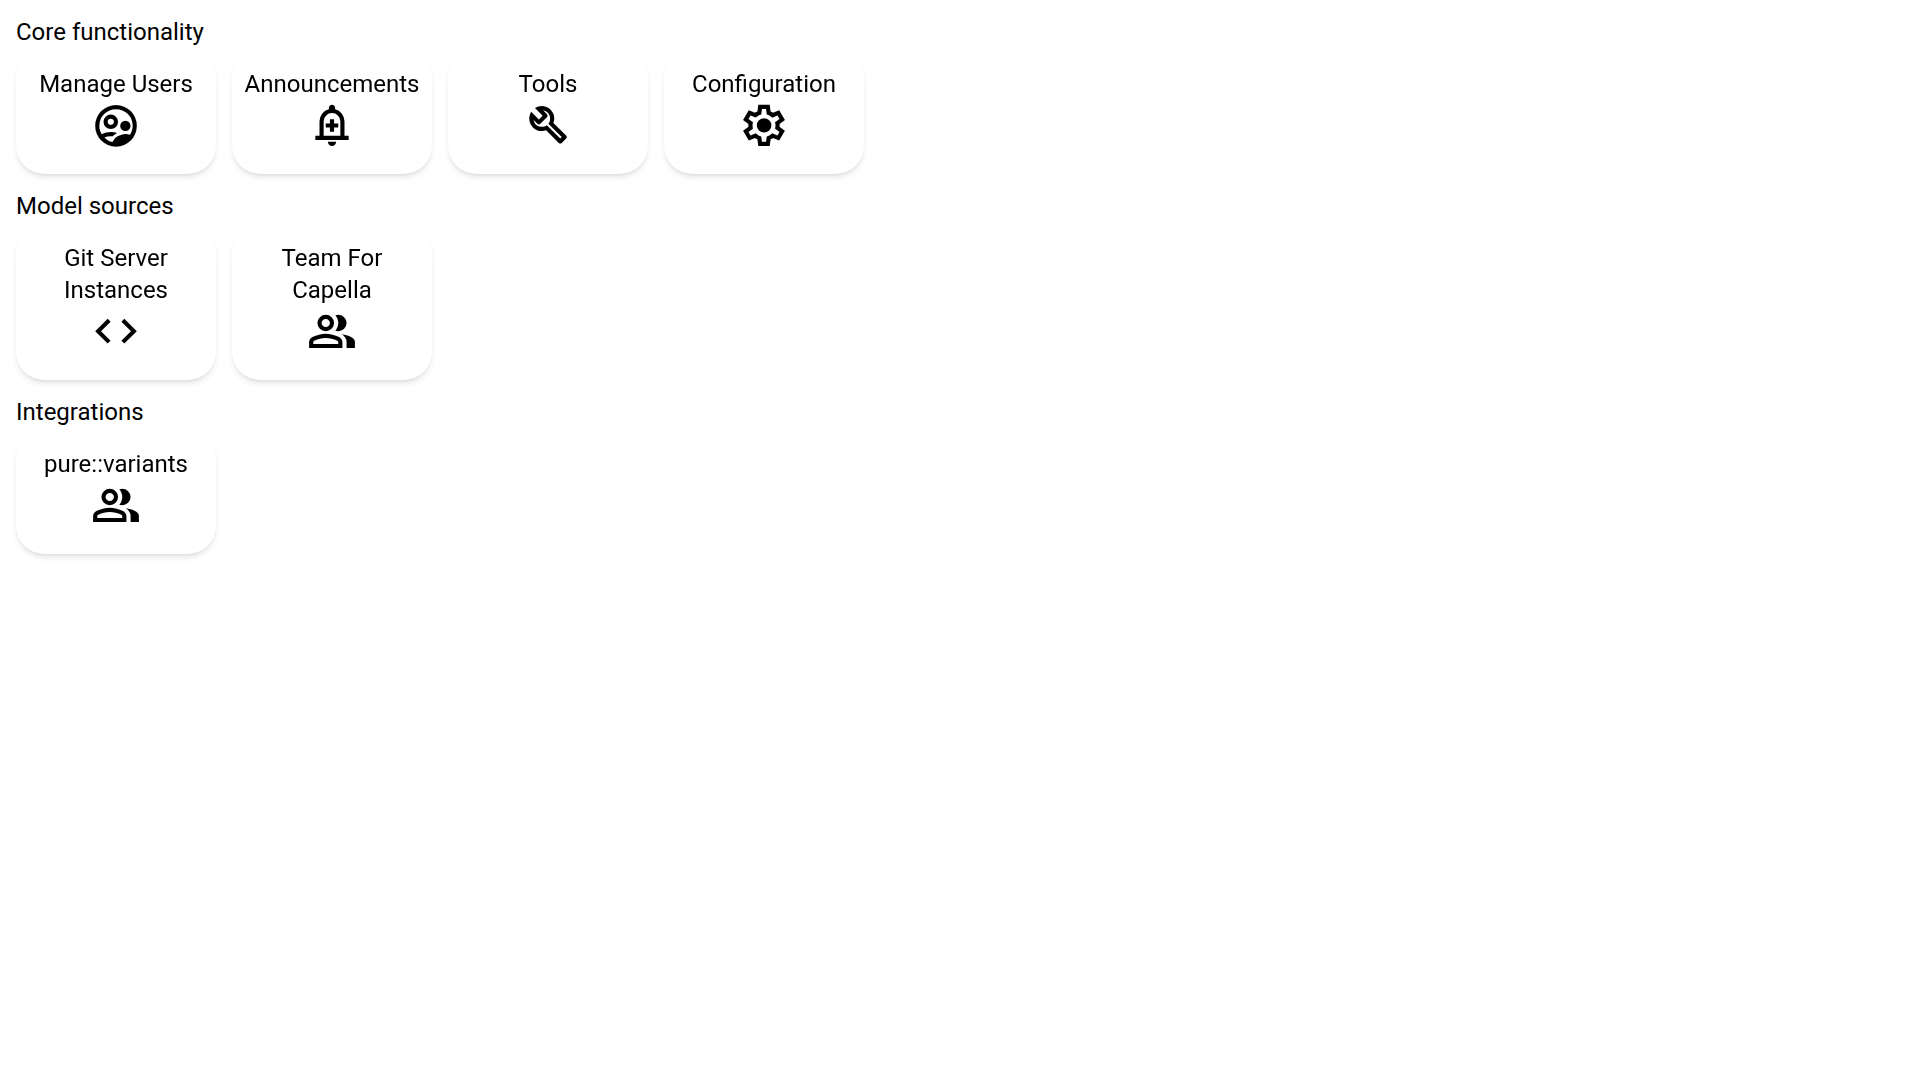 Core functionality
Manage Users
Announcements
Tools
Configuration
Model sources
Git Server
Instances
Team For
Capella
Integrations
pure::variants